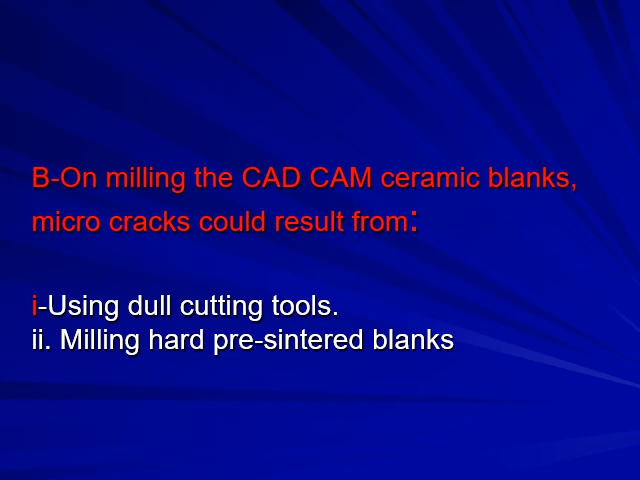 B-On milling the CAD CAM ceramic blanks,
micro cracks could result from:
i-Using dull cutting tools.
ii. Milling hard pre-sintered blanks